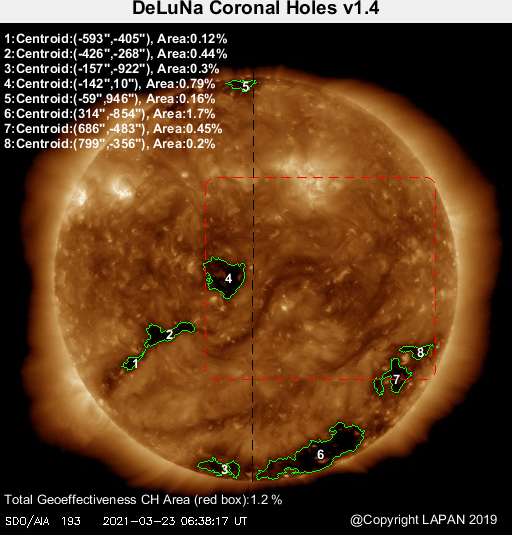 DeLuNa Coronal Holes v1.4
1:Centroid:(-593",-405"), Area:0.12%
2:Centroid:(-426",-268"), Area:0.44%
3:Centroid:(-157",-922"), Area:0.3%
4:Centroid:(-142",10"), Area:0.79%
5:Centroid:(-59",946"), Area:0.16%
6:Centroid:(314",-854"), Area:1.7%
7:Centroid:(686",-483"), Area:0.45%
8:Centroid:(799",-356"), Area:0.2%
5
4
2
1
8
7
6
3
Total Geoeffectiveness CH Area (red box):1.2 %
SDO/AIA 193 2021-03-23 06:38:17 UT
@Copyright LAPAN 2019